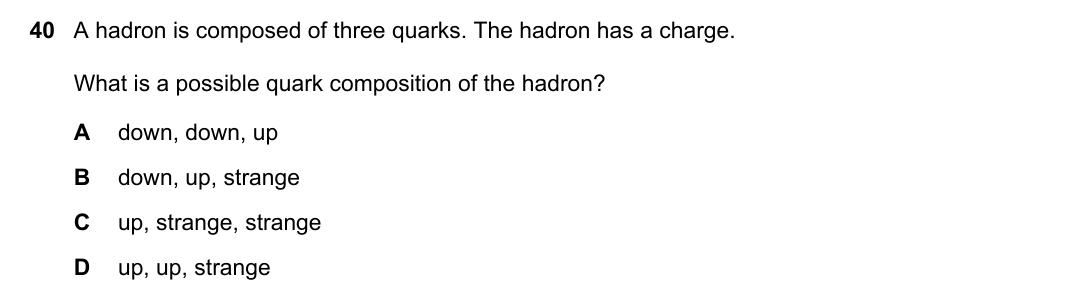 40 A hadron is composed of three quarks. The hadron has a charge.
What is a possible quark composition of the hadron?
A down, down, up
B down, up, strange
C up, strange, strange
D up, up, strange